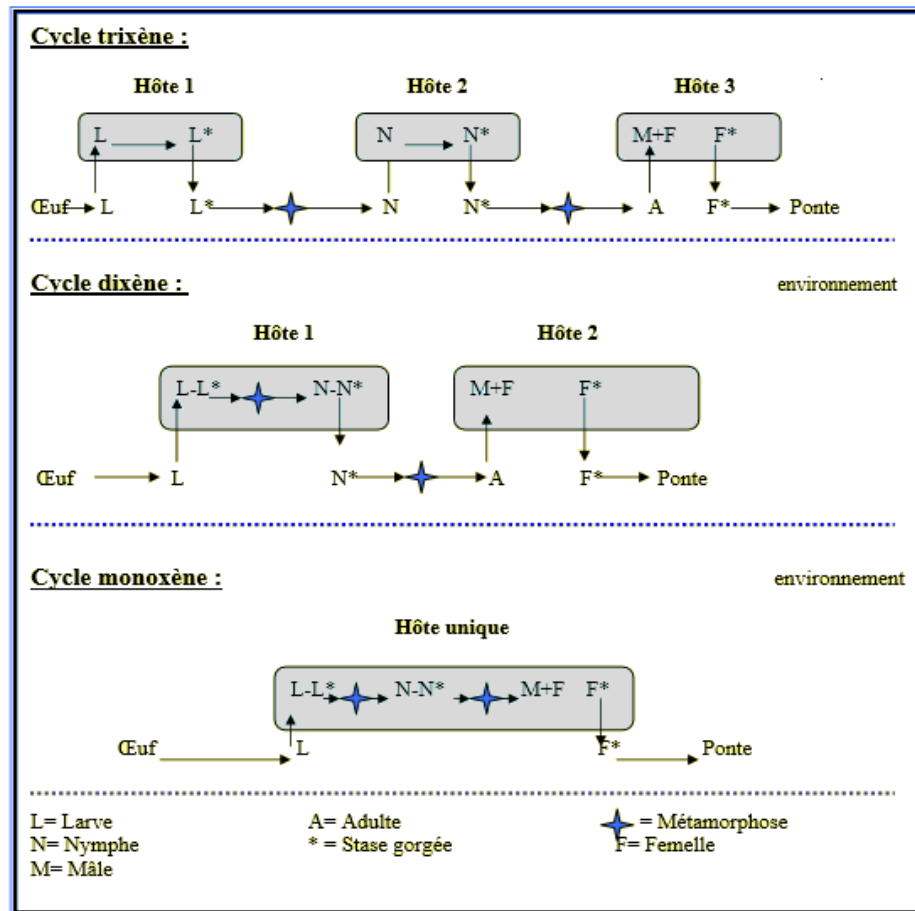 Cycle trixène :
Hôte 1 Hôte 2 Hôte 3
L L* N N* M+F F*
Œuf L L* N N* A F* Ponte
Cycle dixène : environnement
Hôte 1 Hôte 2
L-L* N-N* M+F F*
Œuf L N* A F* Ponte
Cycle monoxène : environnement
Hôte unique
L-L* N-N* M+F F*
Œuf L F* Ponte
L= Larve A= Adulte = Métamorphose
N= Nymphe * = Stase gorgée F= Femelle
M= Mâle